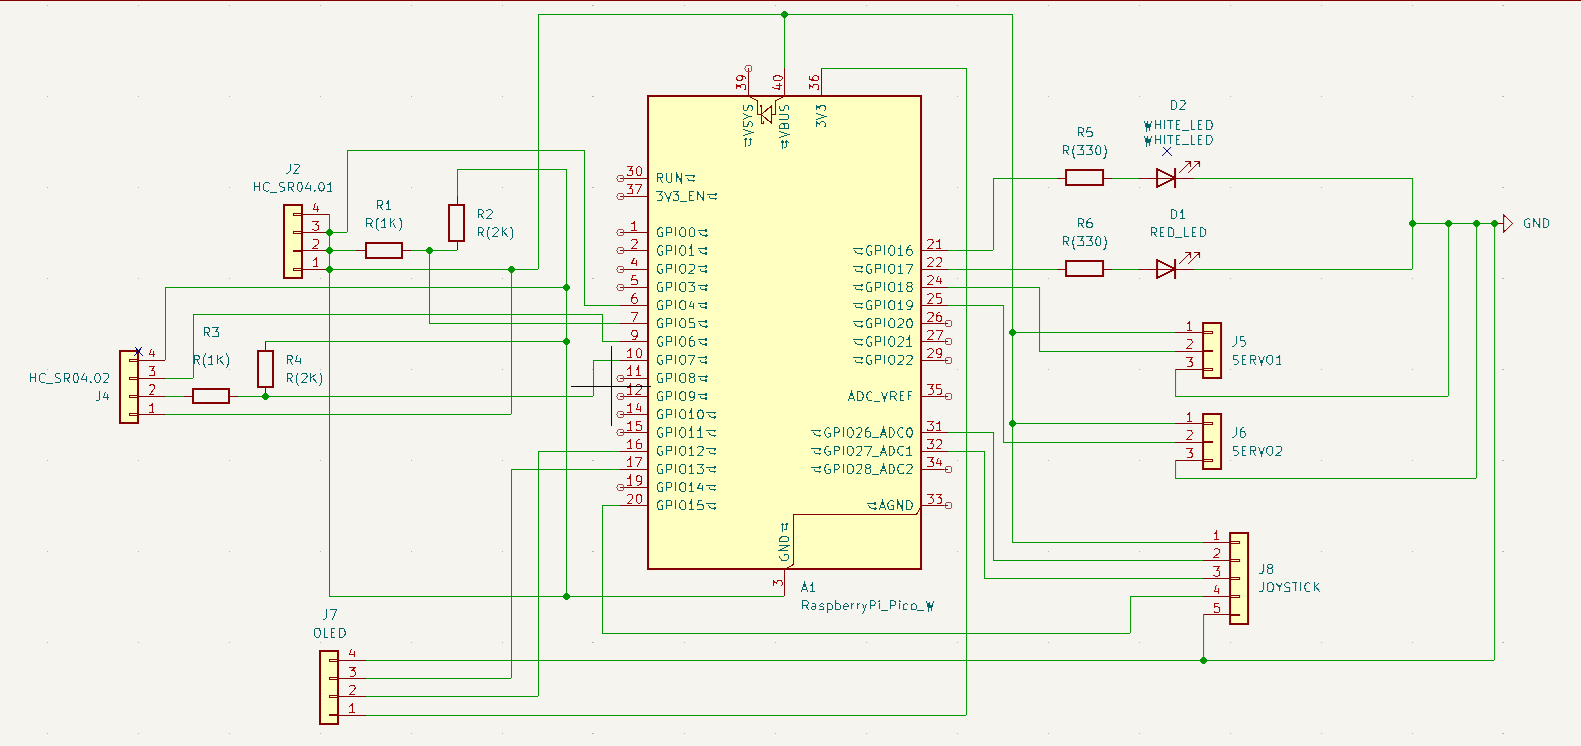 39
⇄VSYS
40
⇄VBUS
36
3V3
D2
WHITE_LED
WHITE_LED
R5
R(330)
J2
HC_SR04.01
30
RUN
37
3V3_EN
4
3
2
1
R1
R(1K)
R2
R(2K)
1
GPIO0
2
GPIO1
4
GPIO2
5
GPIO3
6
GPIO4
7
GPIO5
9
GPIO6
10
GPIO7
11
GPIO8
12
GPIO9
14
GPIO10
15
GPIO11
16
GPIO12
17
GPIO13
19
GPIO14
20
GPIO15
GPIO16
21
GPIO17
22
GPIO18
24
GPIO19
25
GPIO20
26
GPIO21
27
GPIO22
29
ADC_VREF
35
GPIO26_ADC0
31
GPIO27_ADC1
32
GPIO28_ADC2
34
AGND
33
GND⇄
3
A1
RaspberryPi_Pico_W
D1
RED_LED
R6
R(330)
GND
R3
R(1K)
R4
R(2K)
HC_SR04.02
J4
4
3
2
1
1
2
3
J5
SERVO1
1
2
3
J6
SERVO2
1
2
3
4
5
J8
JOYSTICK
J7
OLED
4
3
2
1